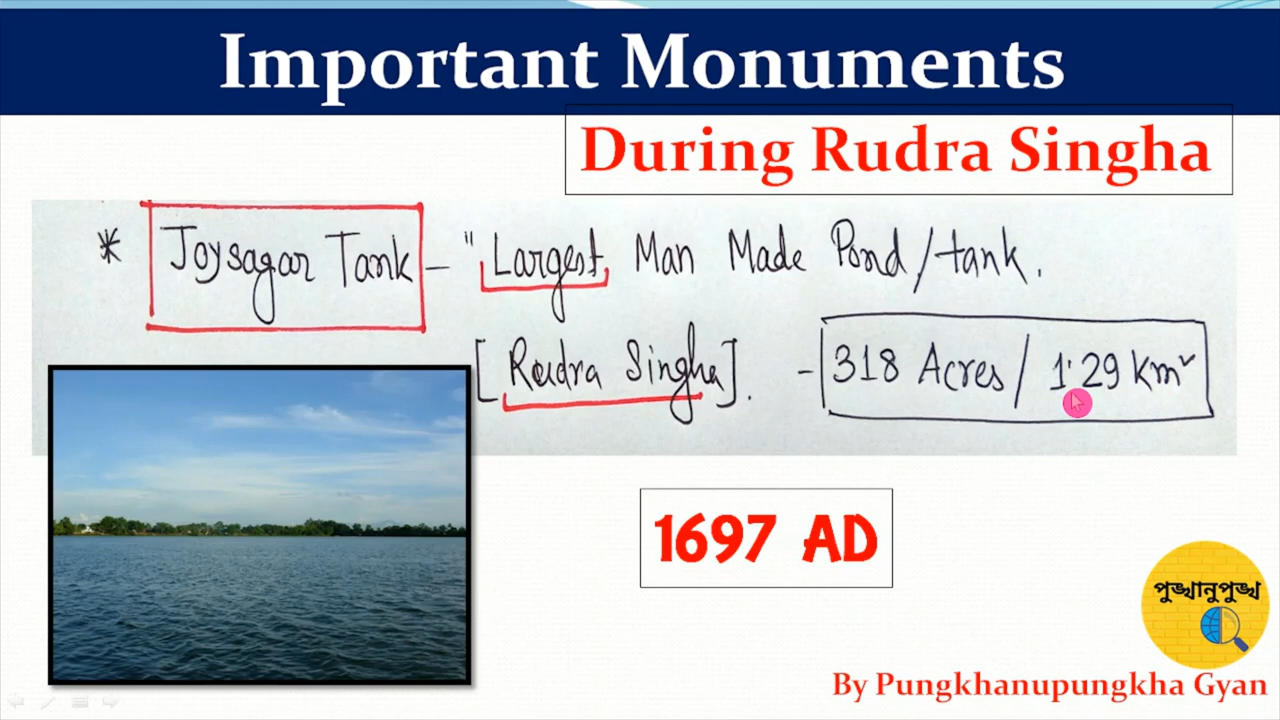 Important Monuments
During Rudra Singha
* Joysagar Tank - "Largest Man Made Pond/tank.
[Rudra Singha]. - 318 Acres / 1.29 Km²
1697 AD
পুঙ্খানুপুঙ্খ
By Pungkhanupungkha Gyan